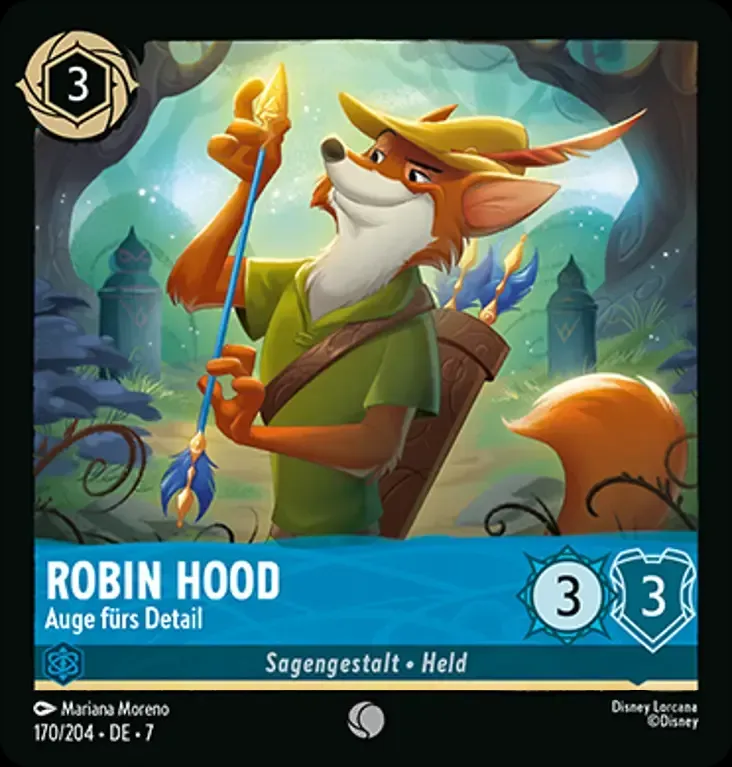 3
ROBIN HOOD
Auge fürs Detail
3 3
Sagengestalt • Held
Mariana Moreno
170/204 • DE • 7
Disney Lorcana
©Disney